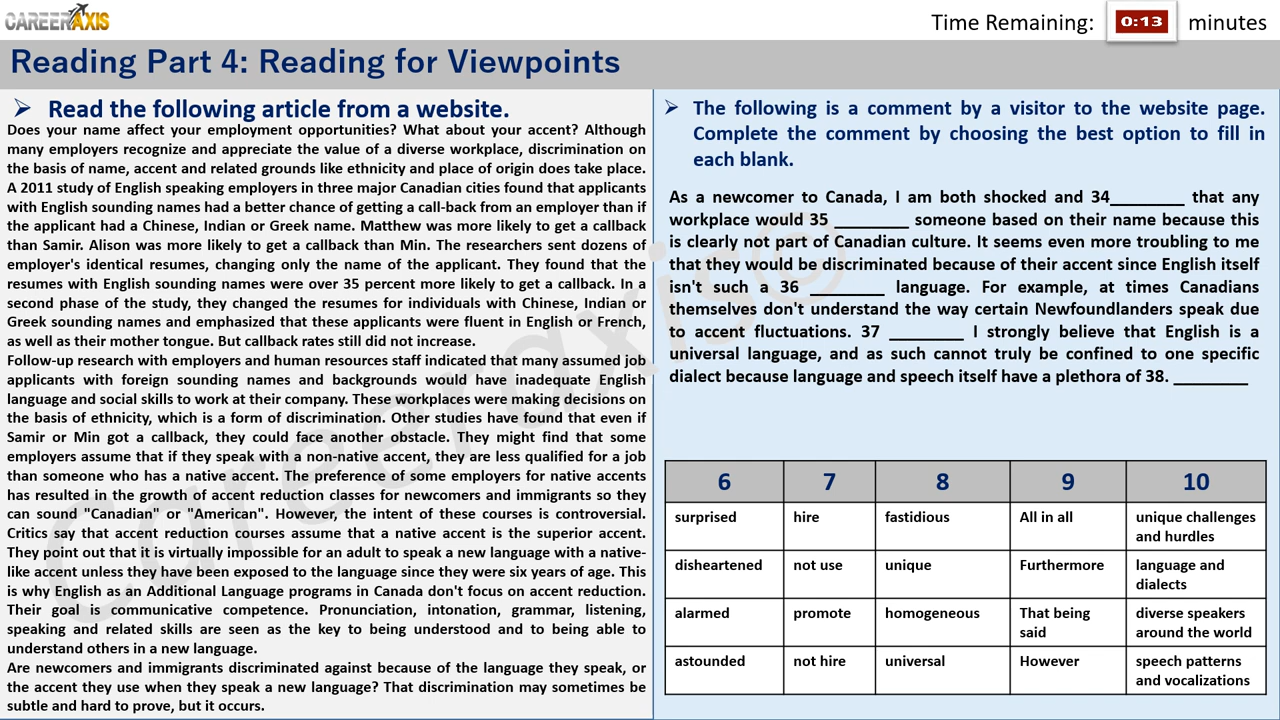 CAREERAXIS
Time Remaining: 0:13 minutes
Reading Part 4: Reading for Viewpoints
➢ Read the following article from a website.
Does your name affect your employment opportunities? What about your accent? Although
many employers recognize and appreciate the value of a diverse workplace, discrimination on
the basis of name, accent and related grounds like ethnicity and place of origin does take place.
A 2011 study of English speaking employers in three major Canadian cities found that applicants
with English sounding names had a better chance of getting a call-back from an employer than if
the applicant had a Chinese, Indian or Greek name. Matthew was more likely to get a callback
than Samir. Alison was more likely to get a callback than Min. The researchers sent dozens of
employer's identical resumes, changing only the name of the applicant. They found that the
resumes with English sounding names were over 35 percent more likely to get a callback. In a
second phase of the study, they changed the resumes for individuals with Chinese, Indian or
Greek sounding names and emphasized that these applicants were fluent in English or French,
as well as their mother tongue. But callback rates still did not increase.
Follow-up research with employers and human resources staff indicated that many assumed job
applicants with foreign sounding names and backgrounds would have inadequate English
language and social skills to work at their company. These workplaces were making decisions on
the basis of ethnicity, which is a form of discrimination. Other studies have found that even if
Samir or Min got a callback, they could face another obstacle. They might find that some
employers assume that if they speak with a non-native accent, they are less qualified for a job
than someone who has a native accent. The preference of some employers for native accents
has resulted in the growth of accent reduction classes for newcomers and immigrants so they
can sound "Canadian" or "American". However, the intent of these courses is controversial.
Critics say that accent reduction courses assume that a native accent is the superior accent.
They point out that it is virtually impossible for an adult to speak a new language with a native-
like accent unless they have been exposed to the language since they were six years of age. This
is why English as an Additional Language programs in Canada don't focus on accent reduction.
Their goal is communicative competence. Pronunciation, intonation, grammar, listening,
speaking and related skills are seen as the key to being understood and to being able to
understand others in a new language.
Are newcomers and immigrants discriminated against because of the language they speak, or
the accent they use when they speak a new language? That discrimination may sometimes be
subtle and hard to prove, but it occurs.
➢ The following is a comment by a visitor to the website page.
Complete the comment by choosing the best option to fill in
each blank.
As a newcomer to Canada, I am both shocked and 34________ that any
workplace would 35 ________ someone based on their name because this
is clearly not part of Canadian culture. It seems even more troubling to me
that they would be discriminated because of their accent since English itself
isn't such a 36 ________ language. For example, at times Canadians
themselves don't understand the way certain Newfoundlanders speak due
to accent fluctuations. 37 ________ I strongly believe that English is a
universal language, and as such cannot truly be confined to one specific
dialect because language and speech itself have a plethora of 38. ________
6 7 8 9 10
surprised hire fastidious All in all unique challenges
and hurdles
disheartened not use unique Furthermore language and
dialects
alarmed promote homogeneous That being diverse speakers
said around the world
astounded not hire universal However speech patterns
and vocalizations
Careeraxis©